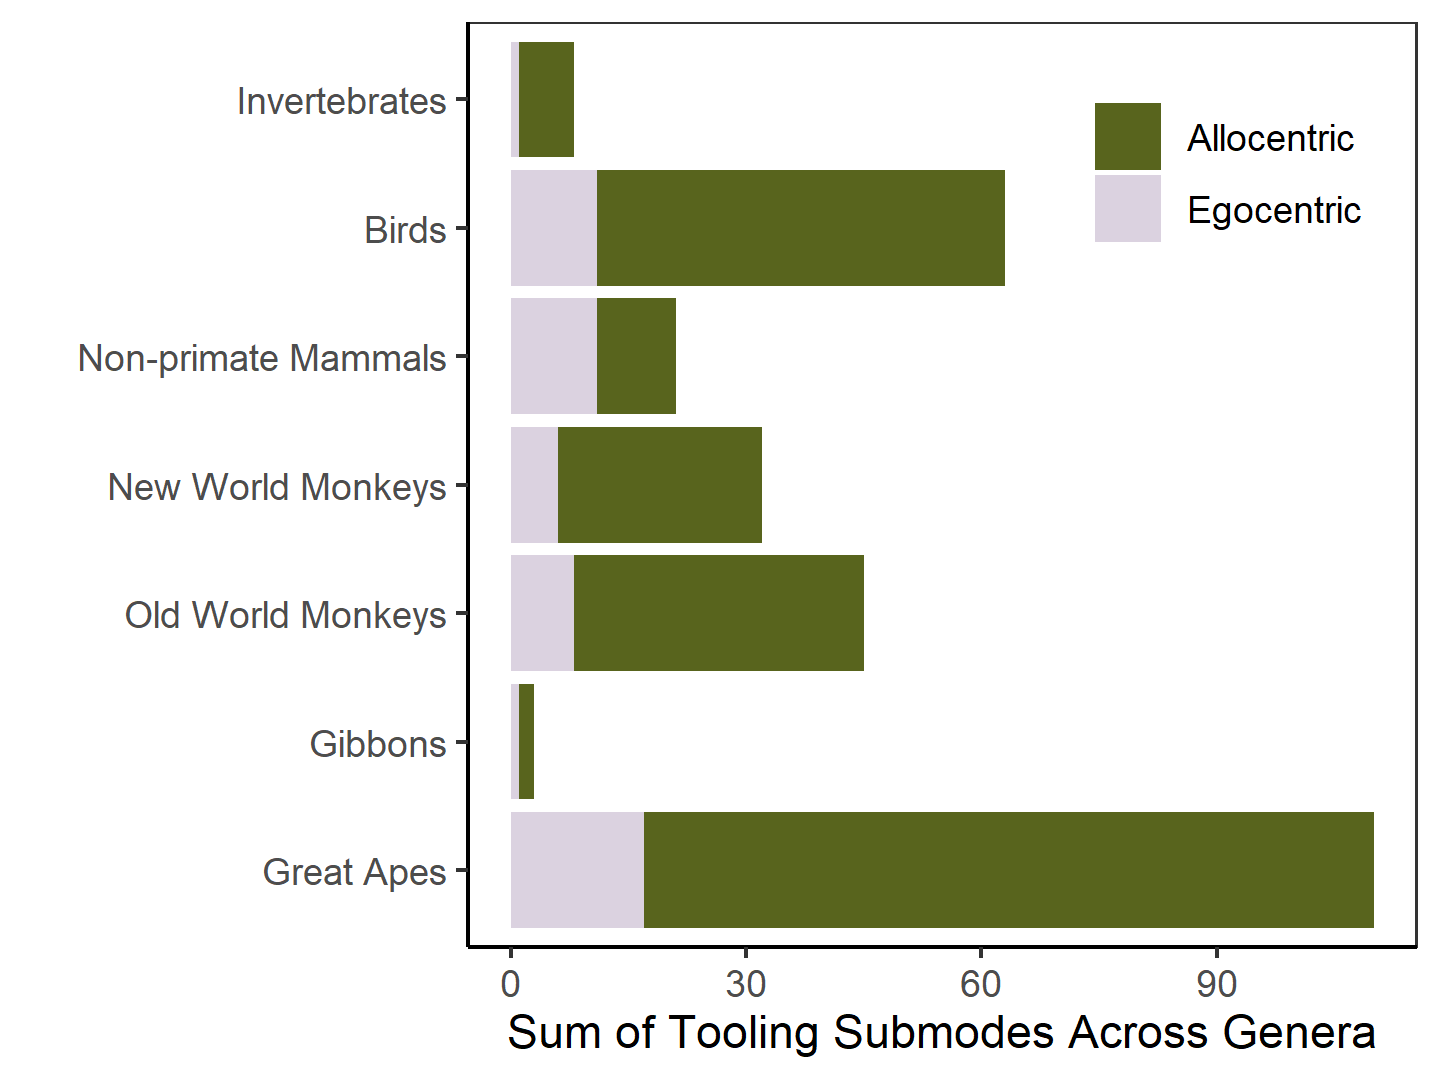 Invertebrates
Birds
Non-primate Mammals
New World Monkeys
Old World Monkeys
Gibbons
Great Apes
Allocentric
Egocentric
0 30 60 90
Sum of Tooling Submodes Across Genera